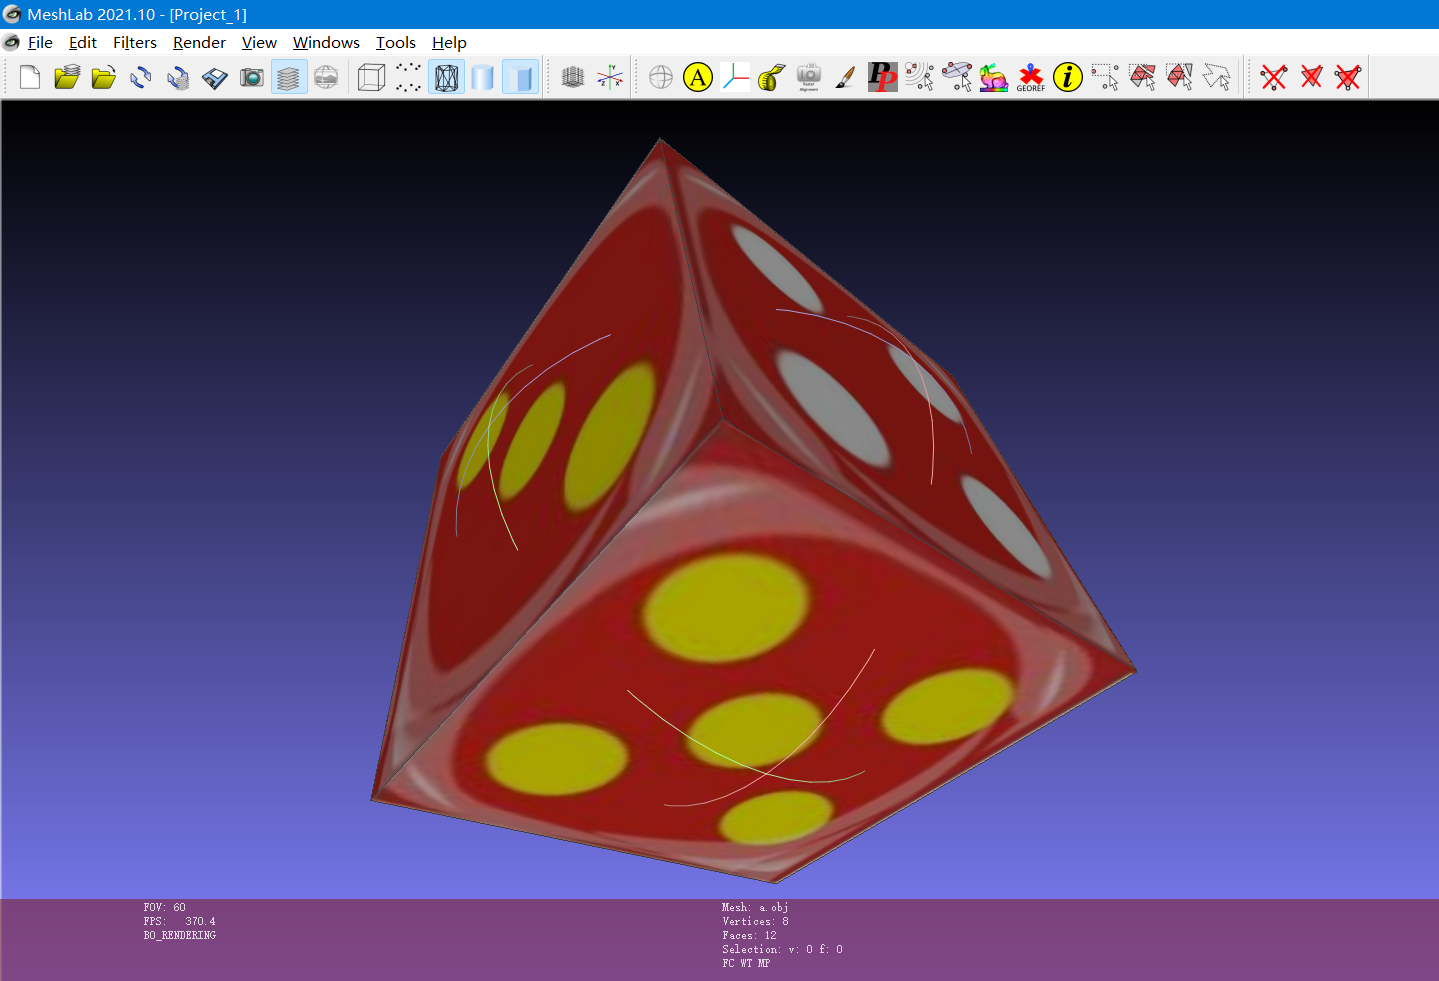 MeshLab 2021.10 - [Project_1]
File Edit Filters Render View Windows Tools Help
A
PP
GEOREF
i
FOV: 60
FPS: 370.4
BO_RENDERING
Mesh: a.obj
Vertices: 8
Faces: 12
Selection: v: 0 f: 0
FC WT MP